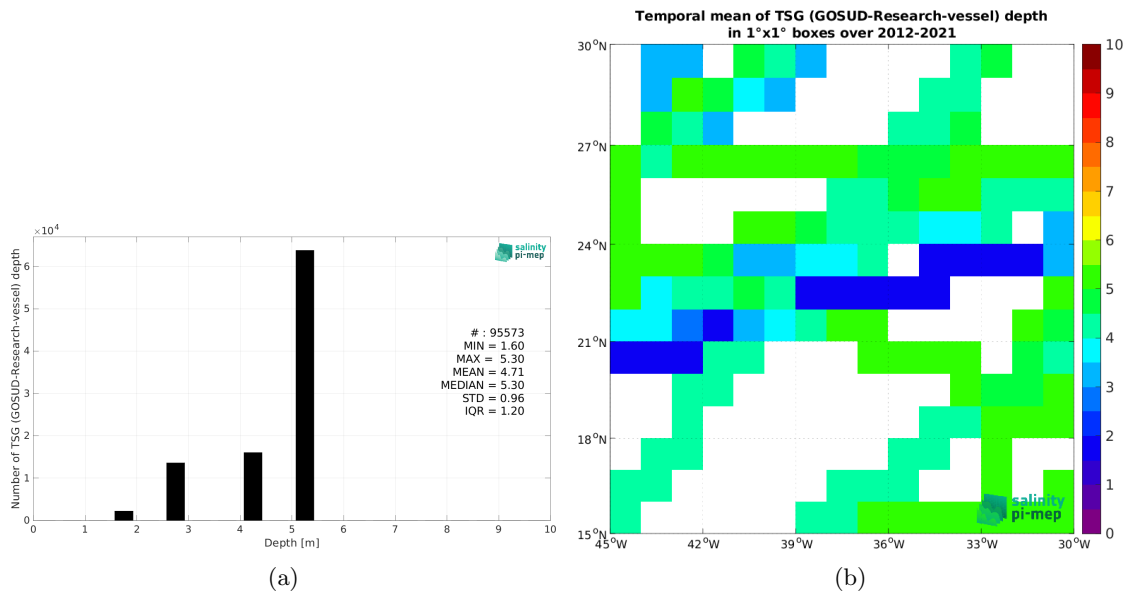 ×10⁴
Number of TSG (GOSUD-Research-vessel) depth
6
5
4
3
2
1
0
salinity
pi-mep
# : 95573
MIN = 1.60
MAX = 5.30
MEAN = 4.71
MEDIAN = 5.30
STD = 0.96
IQR = 1.20
0 1 2 3 4 5 6 7 8 9 10
Depth [m]
(a)
Temporal mean of TSG (GOSUD-Research-vessel) depth
in 1°x1° boxes over 2012-2021
30°N
27°N
24°N
21°N
18°N
15°N
45°W 42°W 39°W 36°W 33°W 30°W
salinity
pi-mep
10
9
8
7
6
5
4
3
2
1
0
(b)